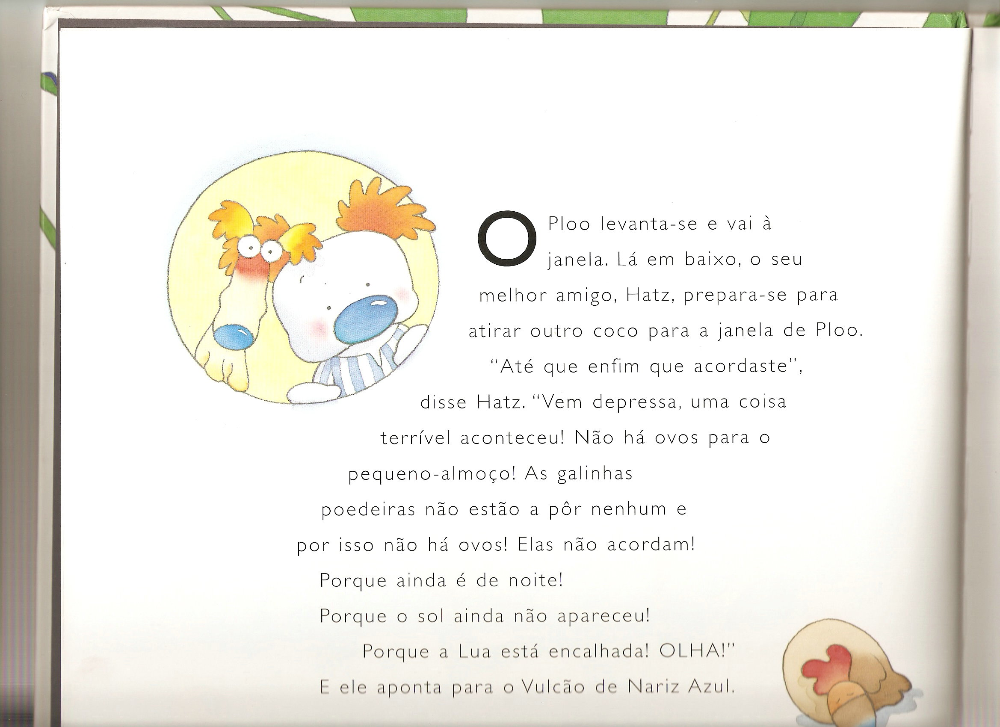 O Ploo levanta-se e vai à
janela. Lá em baixo, o seu
melhor amigo, Hatz, prepara-se para
atirar outro coco para a janela de Ploo.
“Até que enfim que acordaste”,
disse Hatz. “Vem depressa, uma coisa
terrível aconteceu! Não há ovos para o
pequeno-almoço! As galinhas
poedeiras não estão a pôr nenhum e
por isso não há ovos! Elas não acordam!
Porque ainda é de noite!
Porque o sol ainda não apareceu!
Porque a Lua está encalhada! OLHA!”
E ele aponta para o Vulcão de Nariz Azul.